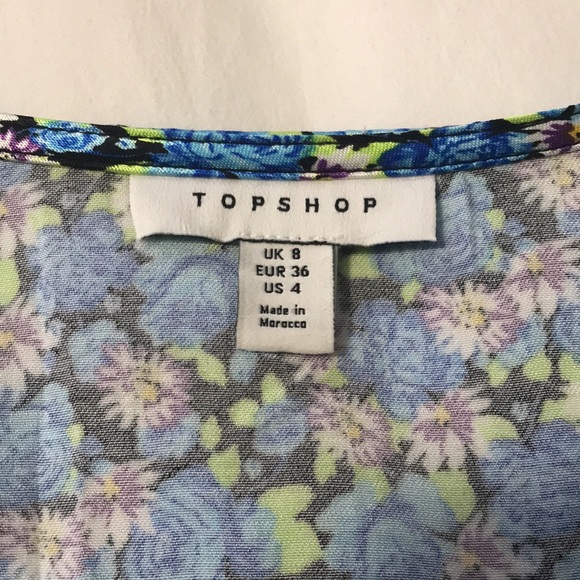 TOPSHOP
UK 8
EUR 36
US 4
Made in
Morocco